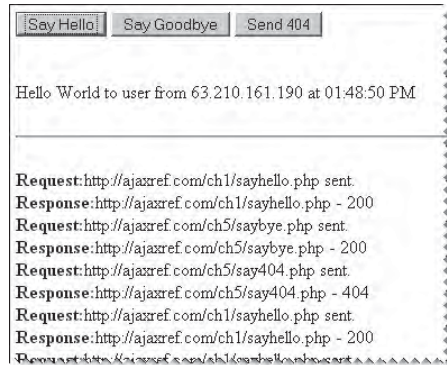 Say Hello Say Goodbye Send 404
Hello World to user from 63.210.161.190 at 01:48:50 PM
Request:http://ajaxref.com/ch1/sayhello.php sent.
Response:http://ajaxref.com/ch1/sayhello.php - 200
Request:http://ajaxref.com/ch5/saybye.php sent.
Response:http://ajaxref.com/ch5/saybye.php - 200
Request:http://ajaxref.com/ch5/say404.php sent.
Response:http://ajaxref.com/ch5/say404.php - 404
Request:http://ajaxref.com/ch1/sayhello.php sent.
Response:http://ajaxref.com/ch1/sayhello.php - 200